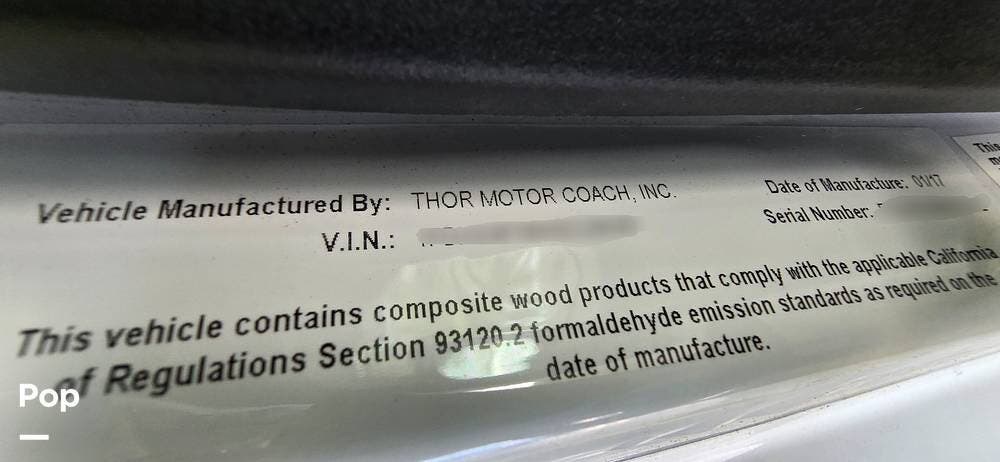 Vehicle Manufactured By: THOR MOTOR COACH, INC.
V.I.N.:
Date of Manufacture: 01/17
Serial Number:
This vehicle contains composite wood products that comply with the applicable California
of Regulations Section 93120.2 formaldehyde emission standards as required on the
date of manufacture.
This
Pop